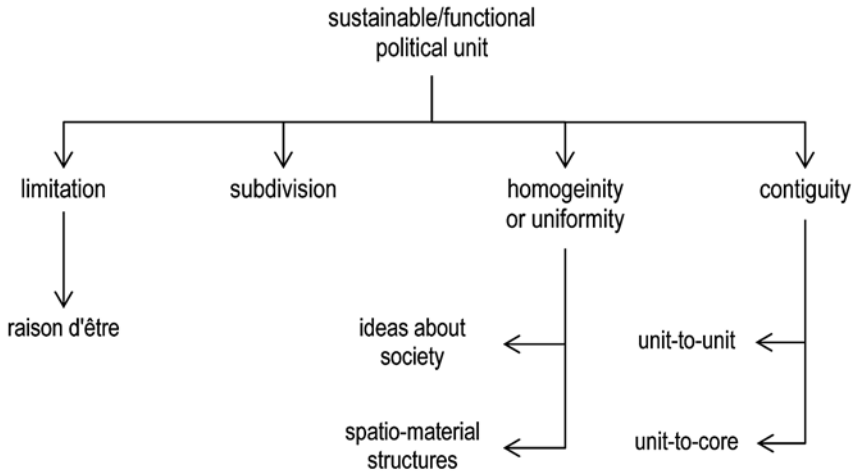 sustainable/functional
political unit
limitation
subdivision
homogeinity
or uniformity
contiguity
raison d'être
ideas about
society
unit-to-unit
spatio-material
structures
unit-to-core